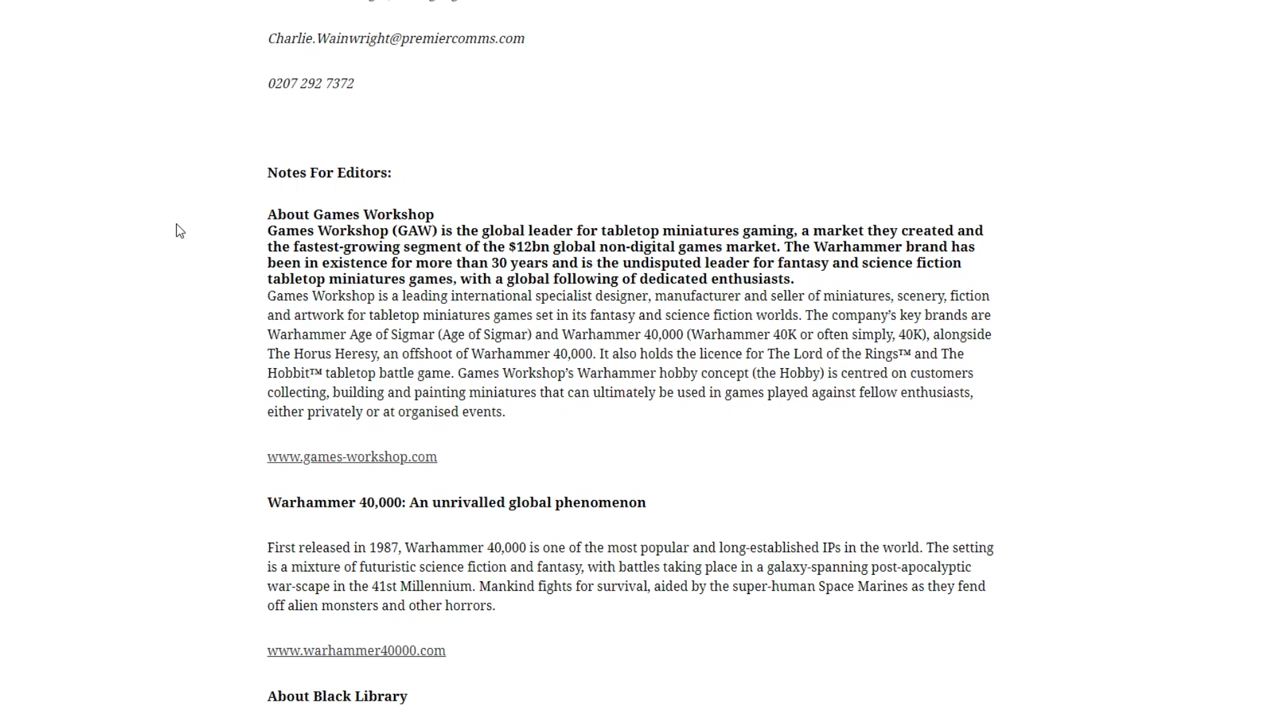 Charlie.Wainwright@premiercomms.com
0207 292 7372
Notes For Editors:
About Games Workshop
Games Workshop (GAW) is the global leader for tabletop miniatures gaming, a market they created and
the fastest-growing segment of the $12bn global non-digital games market. The Warhammer brand has
been in existence for more than 30 years and is the undisputed leader for fantasy and science fiction
tabletop miniatures games, with a global following of dedicated enthusiasts.
Games Workshop is a leading international specialist designer, manufacturer and seller of miniatures, scenery, fiction
and artwork for tabletop miniatures games set in its fantasy and science fiction worlds. The company’s key brands are
Warhammer Age of Sigmar (Age of Sigmar) and Warhammer 40,000 (Warhammer 40K or often simply, 40K), alongside
The Horus Heresy, an offshoot of Warhammer 40,000. It also holds the licence for The Lord of the Rings™ and The
Hobbit™ tabletop battle game. Games Workshop’s Warhammer hobby concept (the Hobby) is centred on customers
collecting, building and painting miniatures that can ultimately be used in games played against fellow enthusiasts,
either privately or at organised events.
www.games-workshop.com
Warhammer 40,000: An unrivalled global phenomenon
First released in 1987, Warhammer 40,000 is one of the most popular and long-established IPs in the world. The setting
is a mixture of futuristic science fiction and fantasy, with battles taking place in a galaxy-spanning post-apocalyptic
war-scape in the 41st Millennium. Mankind fights for survival, aided by the super-human Space Marines as they fend
off alien monsters and other horrors.
www.warhammer40000.com
About Black Library